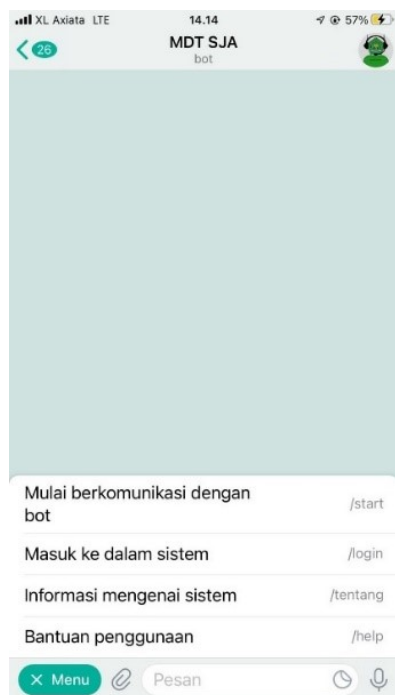 XL Axiata LTE 14.14 57%
26 MDT SJA
bot
Mulai berkomunikasi dengan
bot /start
Masuk ke dalam sistem /login
Informasi mengenai sistem /tentang
Bantuan penggunaan /help
Menu Pesan